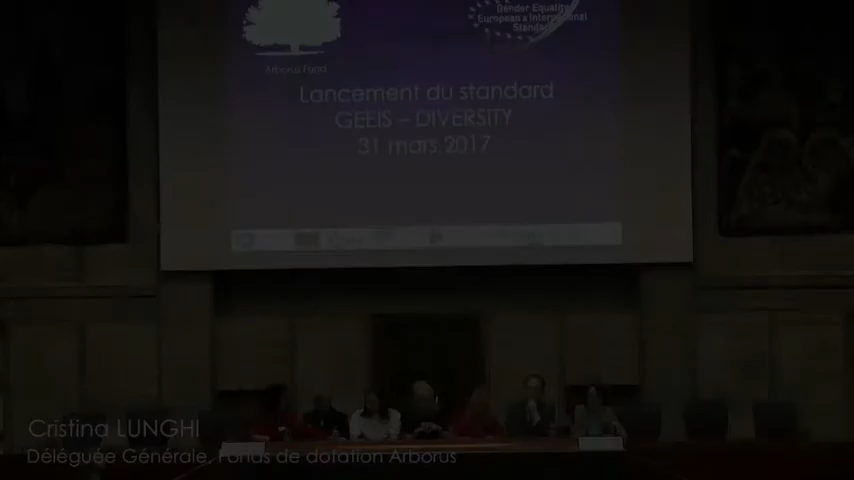 Gender Equality
European & International
Standard
Arborus Fund
Lancement du standard
GEEIS – DIVERSITY
31 mars 2017
Cristina LUNGHI
Déléguée Générale, Fonds de dotation Arborus